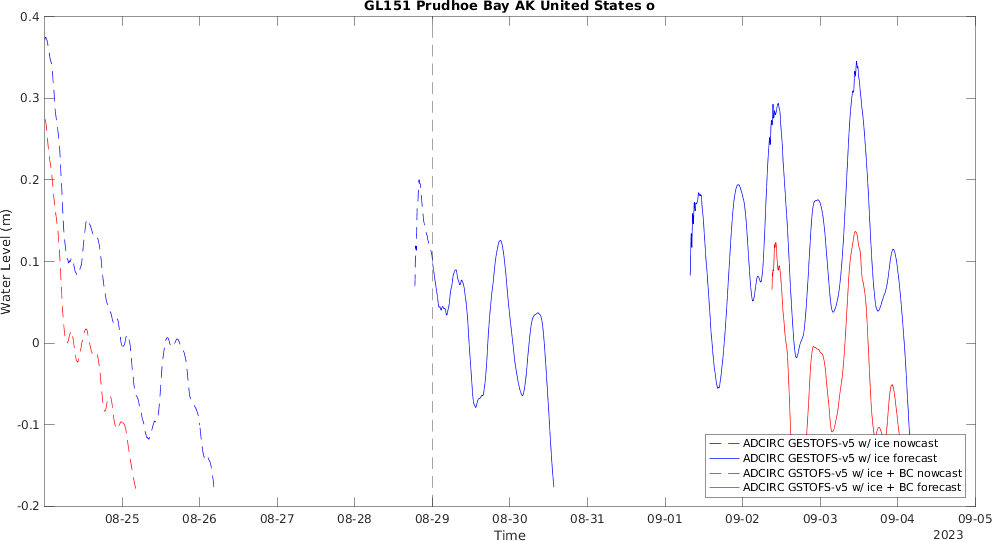 GL151 Prudhoe Bay AK United States o
0.4
0.3
0.2
0.1
0
-0.1
-0.2
Water Level (m)
ADCIRC GESTOFS-v5 w/ ice nowcast
ADCIRC GESTOFS-v5 w/ ice forecast
ADCIRC GSTOFS-v5 w/ ice + BC nowcast
ADCIRC GSTOFS-v5 w/ ice + BC forecast
08-25 08-26 08-27 08-28 08-29 08-30 08-31 09-01 09-02 09-03 09-04 09-05
Time
2023